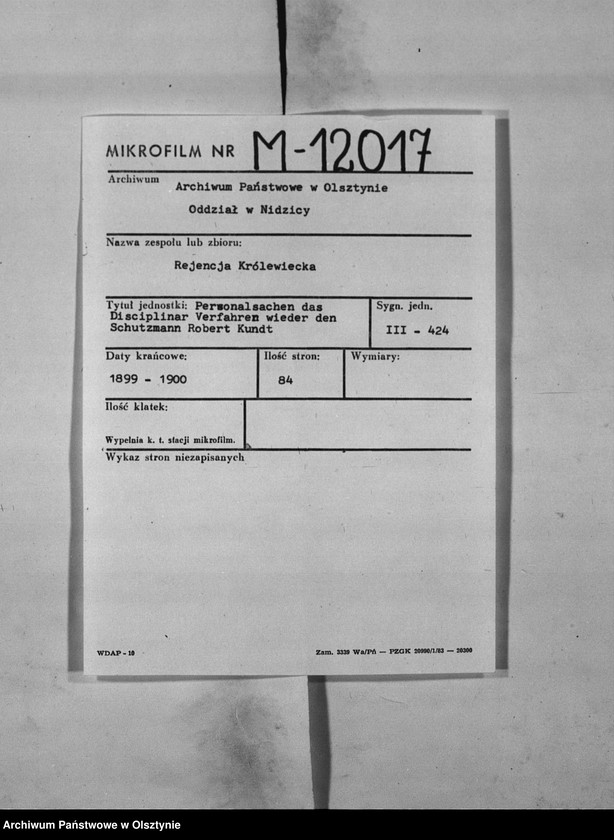 MIKROFILM NR M-12017
Archiwum Archiwum Państwowe w Olsztynie
Oddział w Nidzicy
Nazwa zespołu lub zbioru:
Rejencja Królewiecka
Tytuł jednostki: Personalsachen das
Disciplinar Verfahren wieder den
Schutzmann Robert Kundt
Sygn. jedn.
III - 424
Daty krańcowe:
1899 - 1900
Ilość stron:
84
Wymiary:
Ilość klatek:
Wypełnia k. t. stacji mikrofilm.
Wykaz stron niezapisanych
WDAP - 10
Zam. 3339 Wa/Pń — PZGK 20000/1/63 — 20300
Archiwum Państwowe w Olsztynie